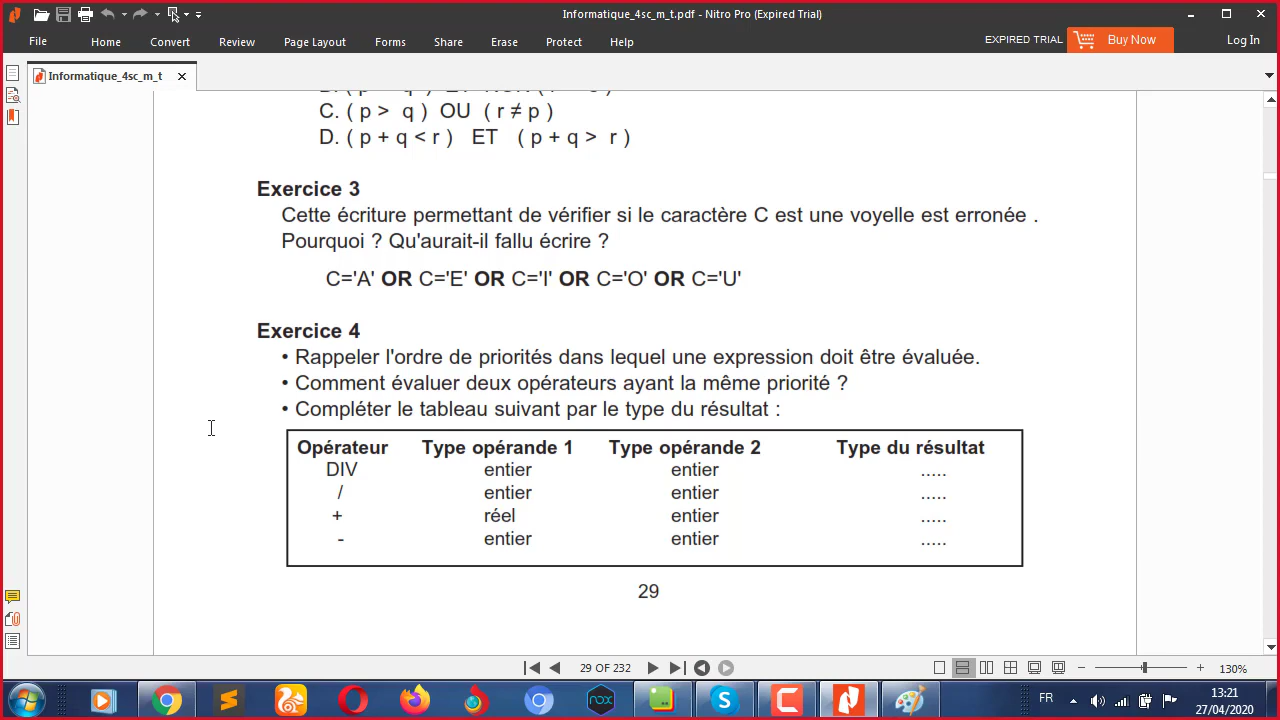 Informatique_4sc_m_t.pdf - Nitro Pro (Expired Trial)
File Home Convert Review Page Layout Forms Share Erase Protect Help EXPIRED TRIAL Buy Now Log In
Informatique_4sc_m_t
C. ( p > q ) OU ( r ≠ p )
D. ( p + q < r ) ET ( p + q > r )
Exercice 3
Cette écriture permettant de vérifier si le caractère C est une voyelle est erronée .
Pourquoi ? Qu'aurait-il fallu écrire ?
C='A' OR C='E' OR C='I' OR C='O' OR C='U'
Exercice 4
• Rappeler l'ordre de priorités dans lequel une expression doit être évaluée.
• Comment évaluer deux opérateurs ayant la même priorité ?
• Compléter le tableau suivant par le type du résultat :
Opérateur Type opérande 1 Type opérande 2 Type du résultat
DIV entier entier .....
/ entier entier .....
+ réel entier .....
- entier entier .....
29
29 OF 232 130%
FR 13:21
27/04/2020